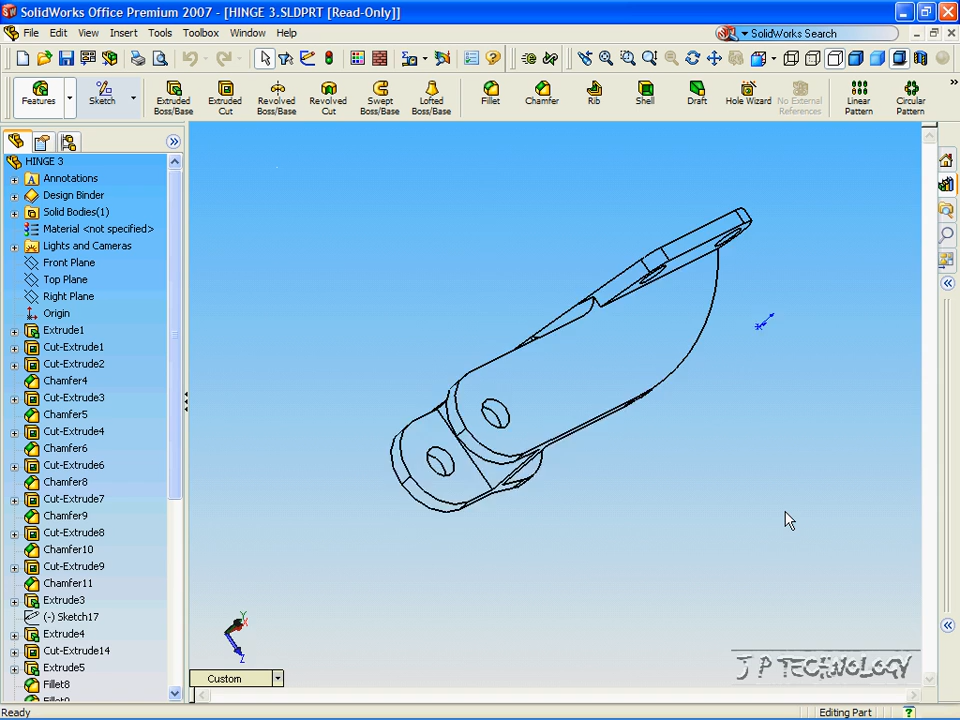 SolidWorks Office Premium 2007 - [HINGE 3.SLDPRT [Read-Only]]
File Edit View Insert Tools Toolbox Window Help SolidWorks Search
Features Sketch Extruded Boss/Base Extruded Cut Revolved Boss/Base Revolved Cut Swept Boss/Base Lofted Boss/Base Fillet Chamfer Rib Shell Draft Hole Wizard No External References Linear Pattern Circular Pattern
HINGE 3
Annotations
Design Binder
Solid Bodies(1)
Material <not specified>
Lights and Cameras
Front Plane
Top Plane
Right Plane
Origin
Extrude1
Cut-Extrude1
Cut-Extrude2
Chamfer4
Cut-Extrude3
Chamfer5
Cut-Extrude4
Chamfer6
Cut-Extrude6
Chamfer8
Cut-Extrude7
Chamfer9
Cut-Extrude8
Chamfer10
Cut-Extrude9
Chamfer11
Extrude3
(-) Sketch17
Extrude4
Cut-Extrude14
Extrude5
Fillet8
Y
X
Z
Custom
J P TECHNOLOGY
Ready Editing Part